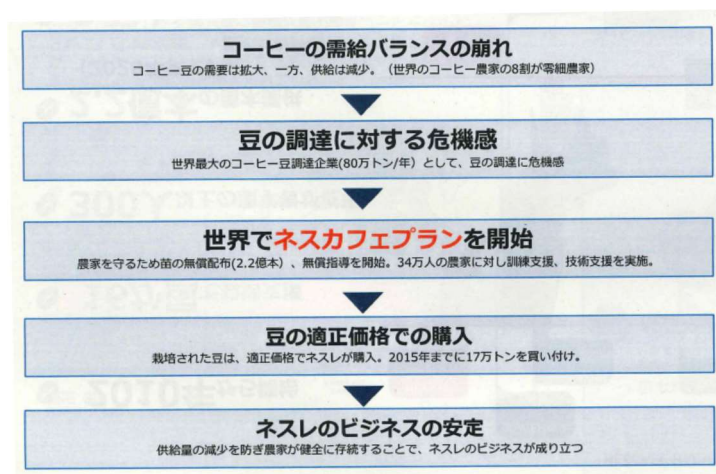 コーヒーの需給バランスの崩れ
コーヒー豆の需要は拡大、一方、供給は減少。（世界のコーヒー農家の8割が零細農家）
豆の調達に対する危機感
世界最大のコーヒー豆調達企業(80万トン/年）として、豆の調達に危機感
世界でネスカフェプランを開始
農家を守るため苗の無償配布(2.2億本）、無償指導を開始。34万人の農家に対し訓練支援、技術支援を実施。
豆の適正価格での購入
栽培された豆は、適正価格でネスレが購入。2015年までに17万トンを買い付け。
ネスレのビジネスの安定
供給量の減少を防ぎ農家が健全に存続することで、ネスレのビジネスが成り立つ